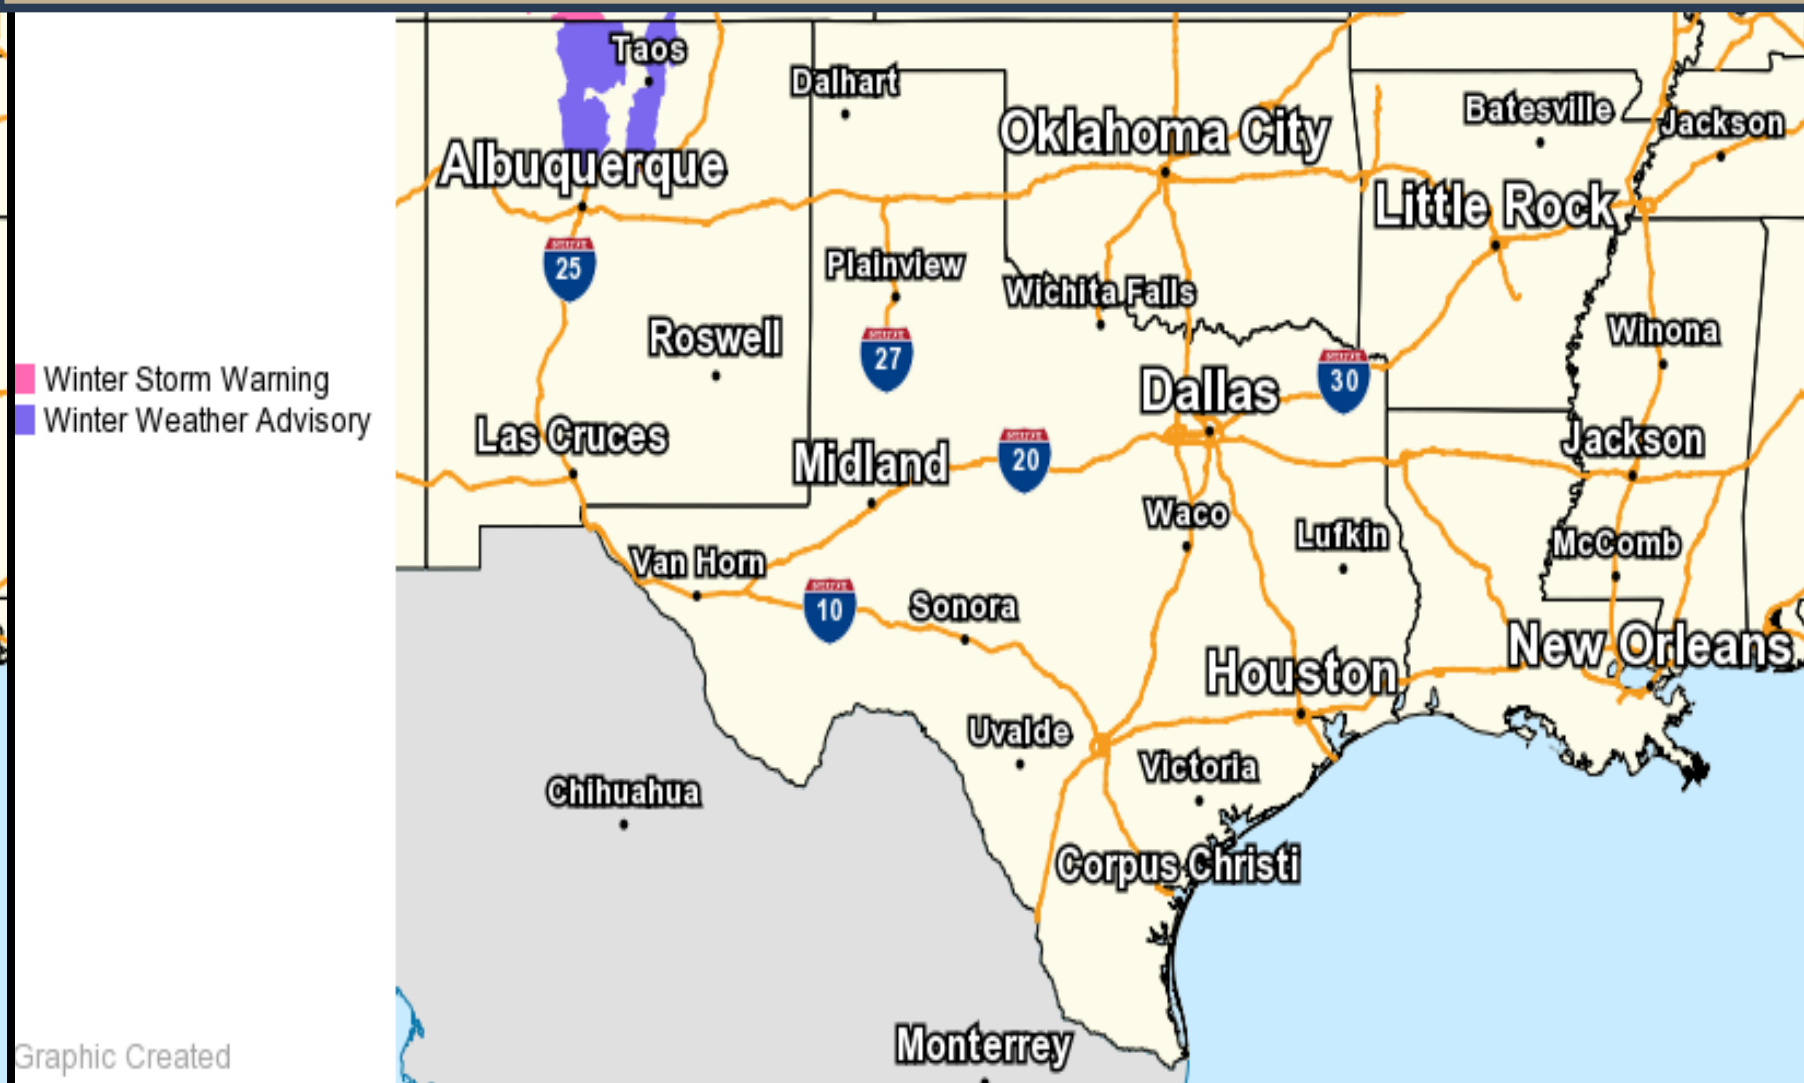 Winter Storm Warning
Winter Weather Advisory
Graphic Created
Taos
Dalhart
Oklahoma City
Batesville
Jackson
Albuquerque
Little Rock
25
Plainview
Wichita Falls
Roswell
Winona
27
30
Dallas
Las Cruces
Midland
20
Jackson
Waco
Lufkin
McComb
Van Horn
10
Sonora
Houston
New Orleans
Uvalde
Victoria
Chihuahua
Corpus Christi
Monterrey